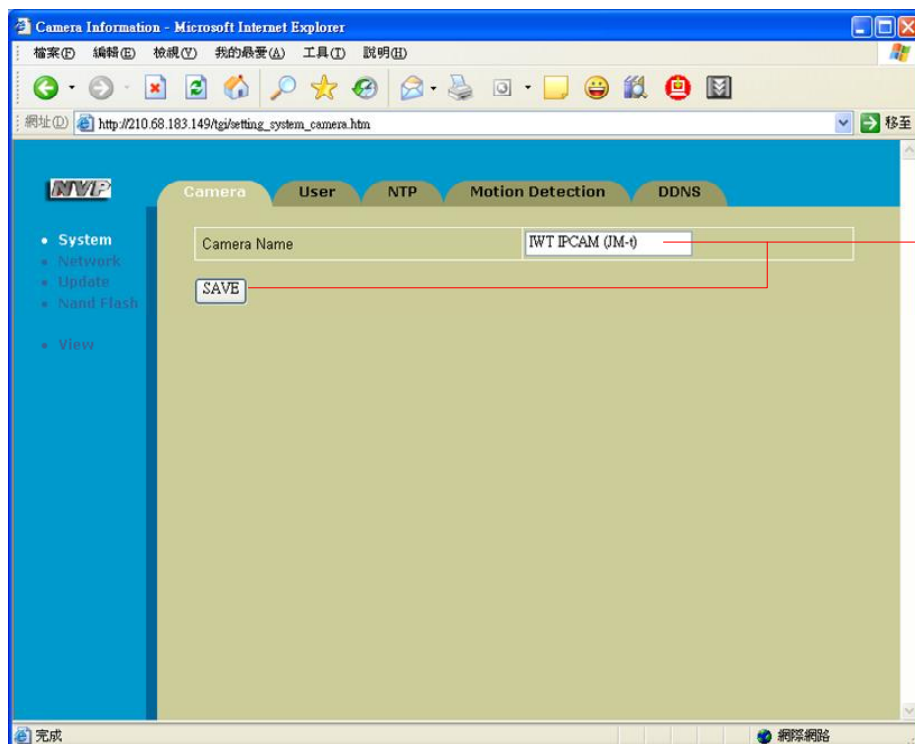 Camera Information - Microsoft Internet Explorer
檔案(F) 編輯(E) 檢視(V) 我的最愛(A) 工具(T) 說明(H)
網址(D) http://210.68.183.149/tgi/setting_system_camera.htm 移至
NVIP
Camera User NTP Motion Detection DDNS
• System
• Network
• Update
• Nand Flash
• View
Camera Name IWT IPCAM (JM-t)
SAVE
完成 網際網路